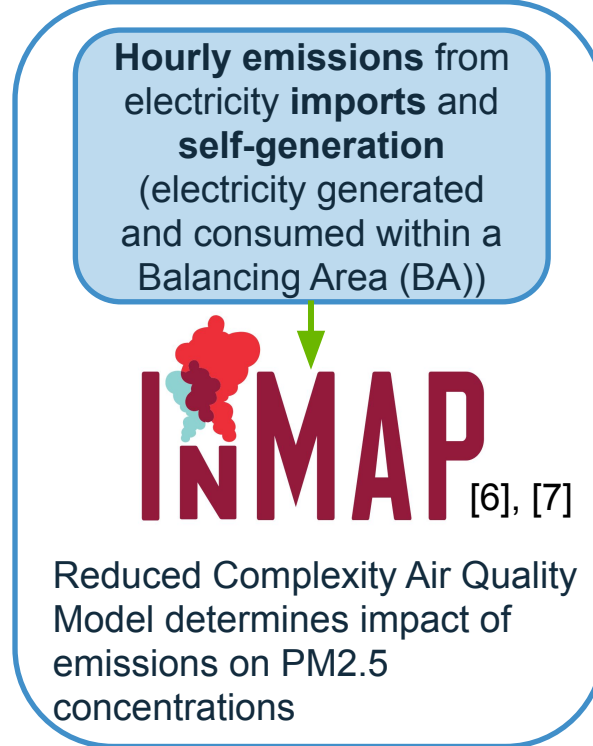 Hourly emissions from
electricity imports and
self-generation
(electricity generated
and consumed within a
Balancing Area (BA))
INMAP
[6], [7]
Reduced Complexity Air Quality
Model determines impact of
emissions on PM2.5
concentrations